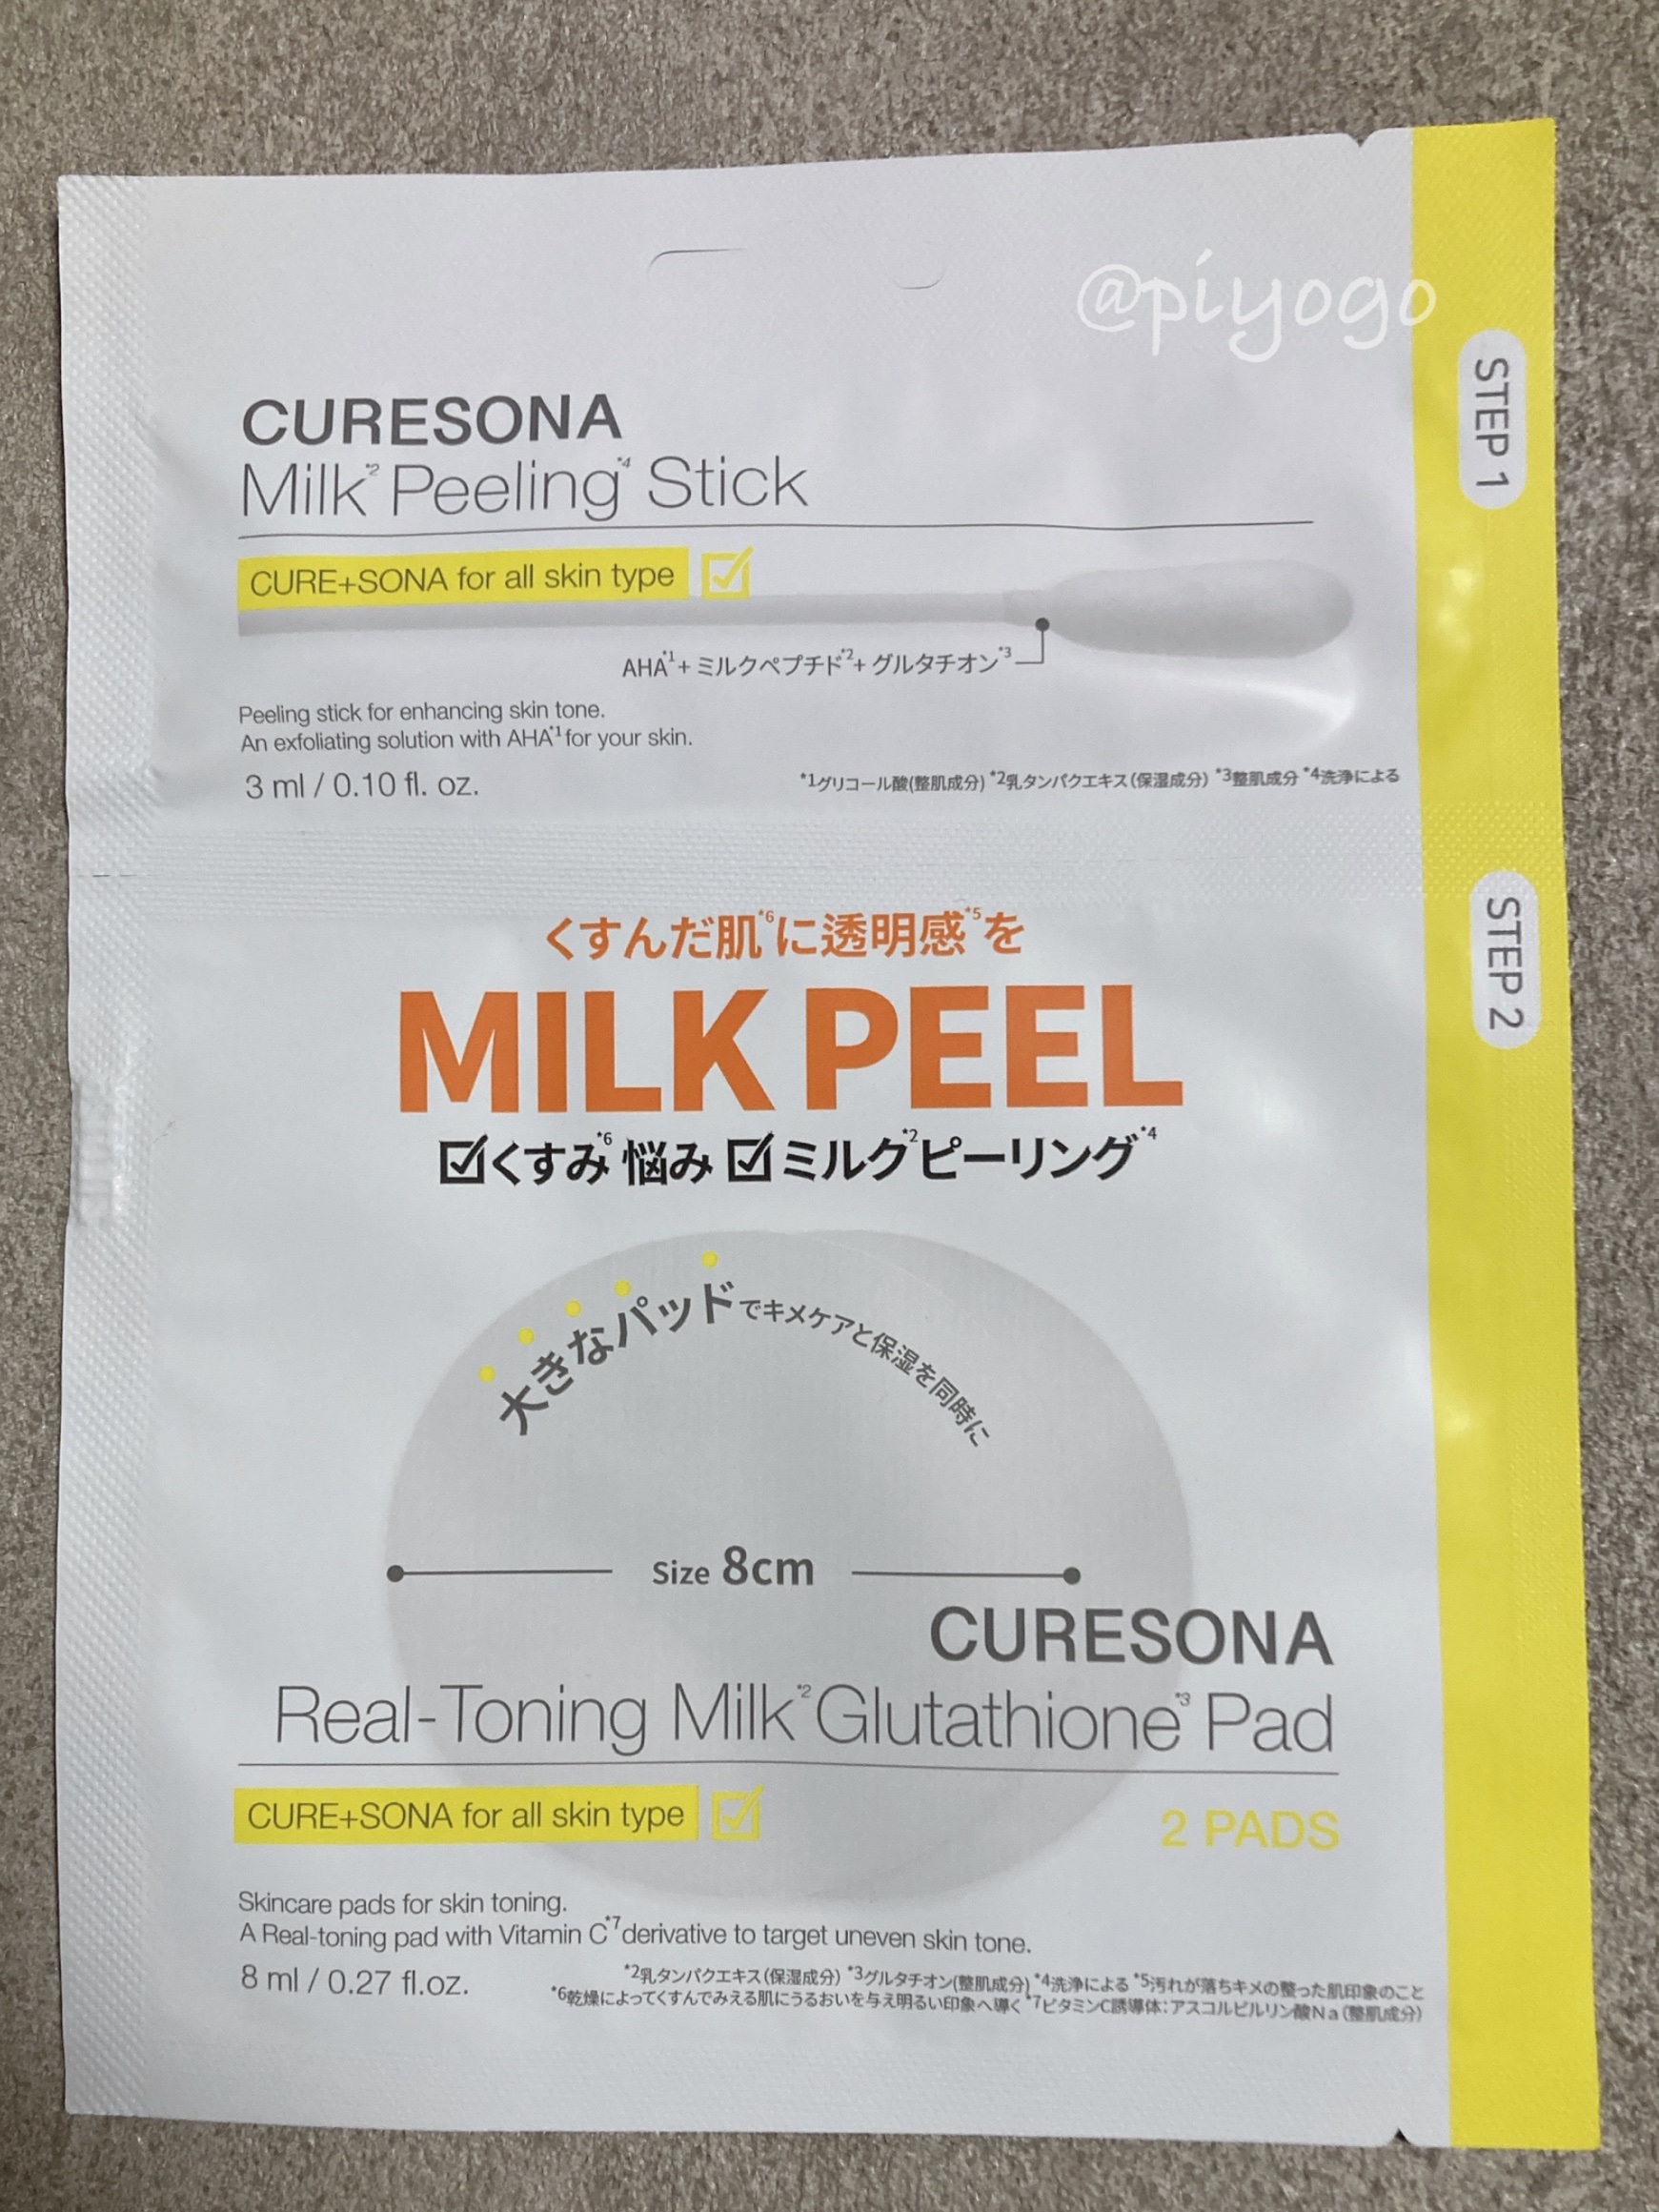 @piyogo
STEP 1
CURESONA
Milk*2 Peeling*4 Stick
CURE+SONA for all skin type
AHA*1+ ミルクペプチド*2+ グルタチオン*3
Peeling stick for enhancing skin tone.
An exfoliating solution with AHA*1 for your skin.
3 ml / 0.10 fl. oz.
*1グリコール酸(整肌成分) *2乳タンパクエキス(保湿成分) *3整肌成分 *4洗浄による
STEP 2
くすんだ肌*6に透明感*5を
MILK PEEL
くすみ*6悩み ミルク*2ピーリング*4
大きなパッドでキメケアと保湿を同時に
Size 8cm
CURESONA
Real-Toning Milk*2 Glutathione*3 Pad
CURE+SONA for all skin type
2 PADS
Skincare pads for skin toning.
A Real-toning pad with Vitamin C*7 derivative to target uneven skin tone.
8 ml / 0.27 fl.oz.
*2乳タンパクエキス(保湿成分) *3グルタチオン(整肌成分) *4洗浄による *5汚れが落ちキメの整った肌印象のこと
*6乾燥によってくすんでみえる肌にうるおいを与え明るい印象へ導く *7ビタミンC誘導体:アスコルビルリン酸Na(整肌成分)